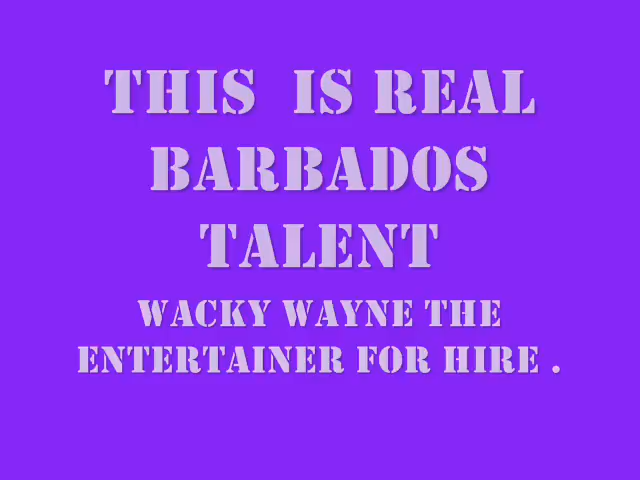 THIS IS REAL
BARBADOS
TALENT
WACKY WAYNE THE
ENTERTAINER FOR HIRE .